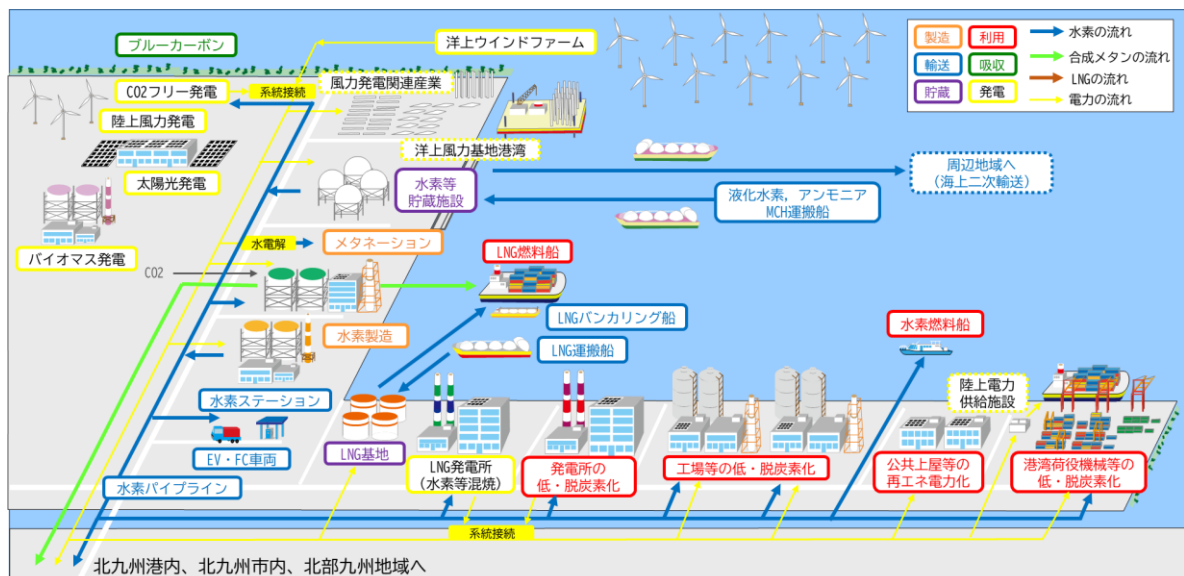 ブルーカーボン
洋上ウインドファーム
製造
利用
水素の流れ
輸送
吸収
合成メタンの流れ
貯蔵
発電
LNGの流れ
電力の流れ
CO2フリー発電
系統接続
風力発電関連産業
陸上風力発電
太陽光発電
洋上風力基地港湾
周辺地域へ
(海上二次輸送)
水素等
貯蔵施設
液化水素,アンモニア
MCH運搬船
バイオマス発電
水電解
メタネーション
LNG燃料船
CO2
LNGバンカリング船
水素製造
LNG運搬船
水素燃料船
水素ステーション
陸上電力
供給施設
EV・FC車両
LNG基地
LNG発電所
(水素等混焼)
発電所の
低・脱炭素化
工場等の低・脱炭素化
公共上屋等の
再エネ電力化
港湾荷役機械等の
低・脱炭素化
水素パイプライン
系統接続
北九州港内、北九州市内、北部九州地域へ